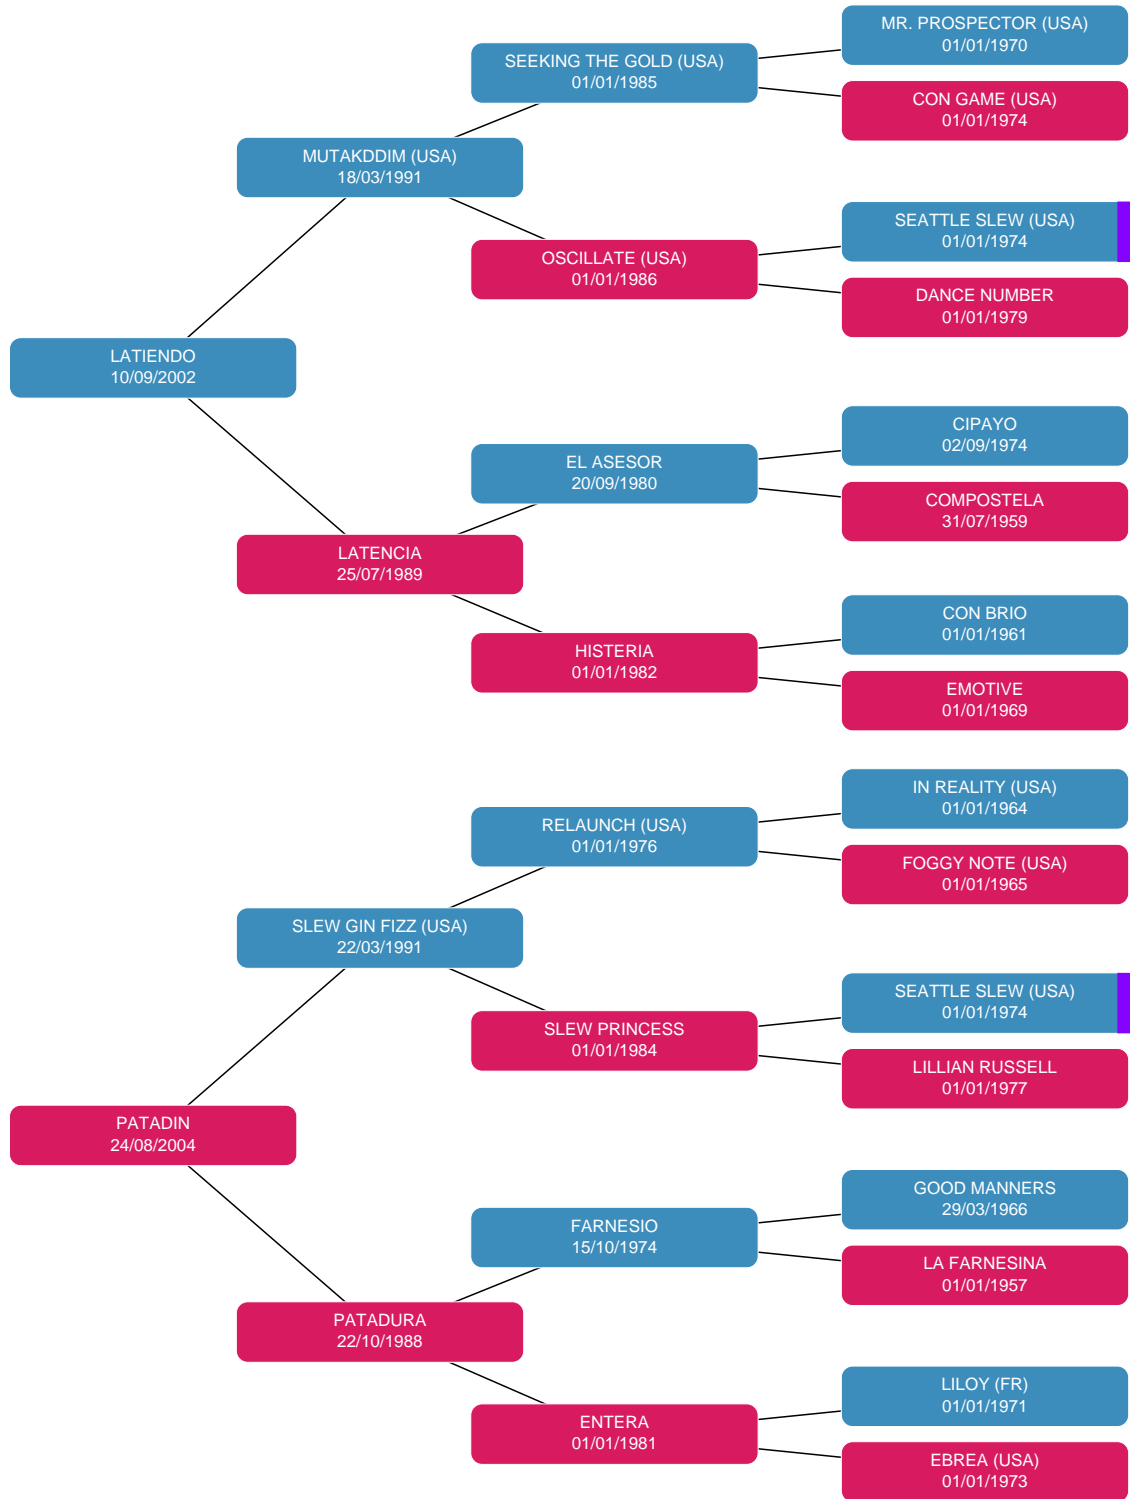 MR. PROSPECTOR (USA)
01/01/1970
SEEKING THE GOLD (USA)
01/01/1985
CON GAME (USA)
01/01/1974
MUTAKDDIM (USA)
18/03/1991
SEATTLE SLEW (USA)
01/01/1974
OSCILLATE (USA)
01/01/1986
DANCE NUMBER
01/01/1979
LATIENDO
10/09/2002
CIPAYO
02/09/1974
EL ASESOR
20/09/1980
COMPOSTELA
31/07/1959
LATENCIA
25/07/1989
CON BRIO
01/01/1961
HISTERIA
01/01/1982
EMOTIVE
01/01/1969
IN REALITY (USA)
01/01/1964
RELAUNCH (USA)
01/01/1976
FOGGY NOTE (USA)
01/01/1965
SLEW GIN FIZZ (USA)
22/03/1991
SEATTLE SLEW (USA)
01/01/1974
SLEW PRINCESS
01/01/1984
LILLIAN RUSSELL
01/01/1977
PATADIN
24/08/2004
GOOD MANNERS
29/03/1966
FARNESIO
15/10/1974
LA FARNESINA
01/01/1957
PATADURA
22/10/1988
LILOY (FR)
01/01/1971
ENTERA
01/01/1981
EBREA (USA)
01/01/1973